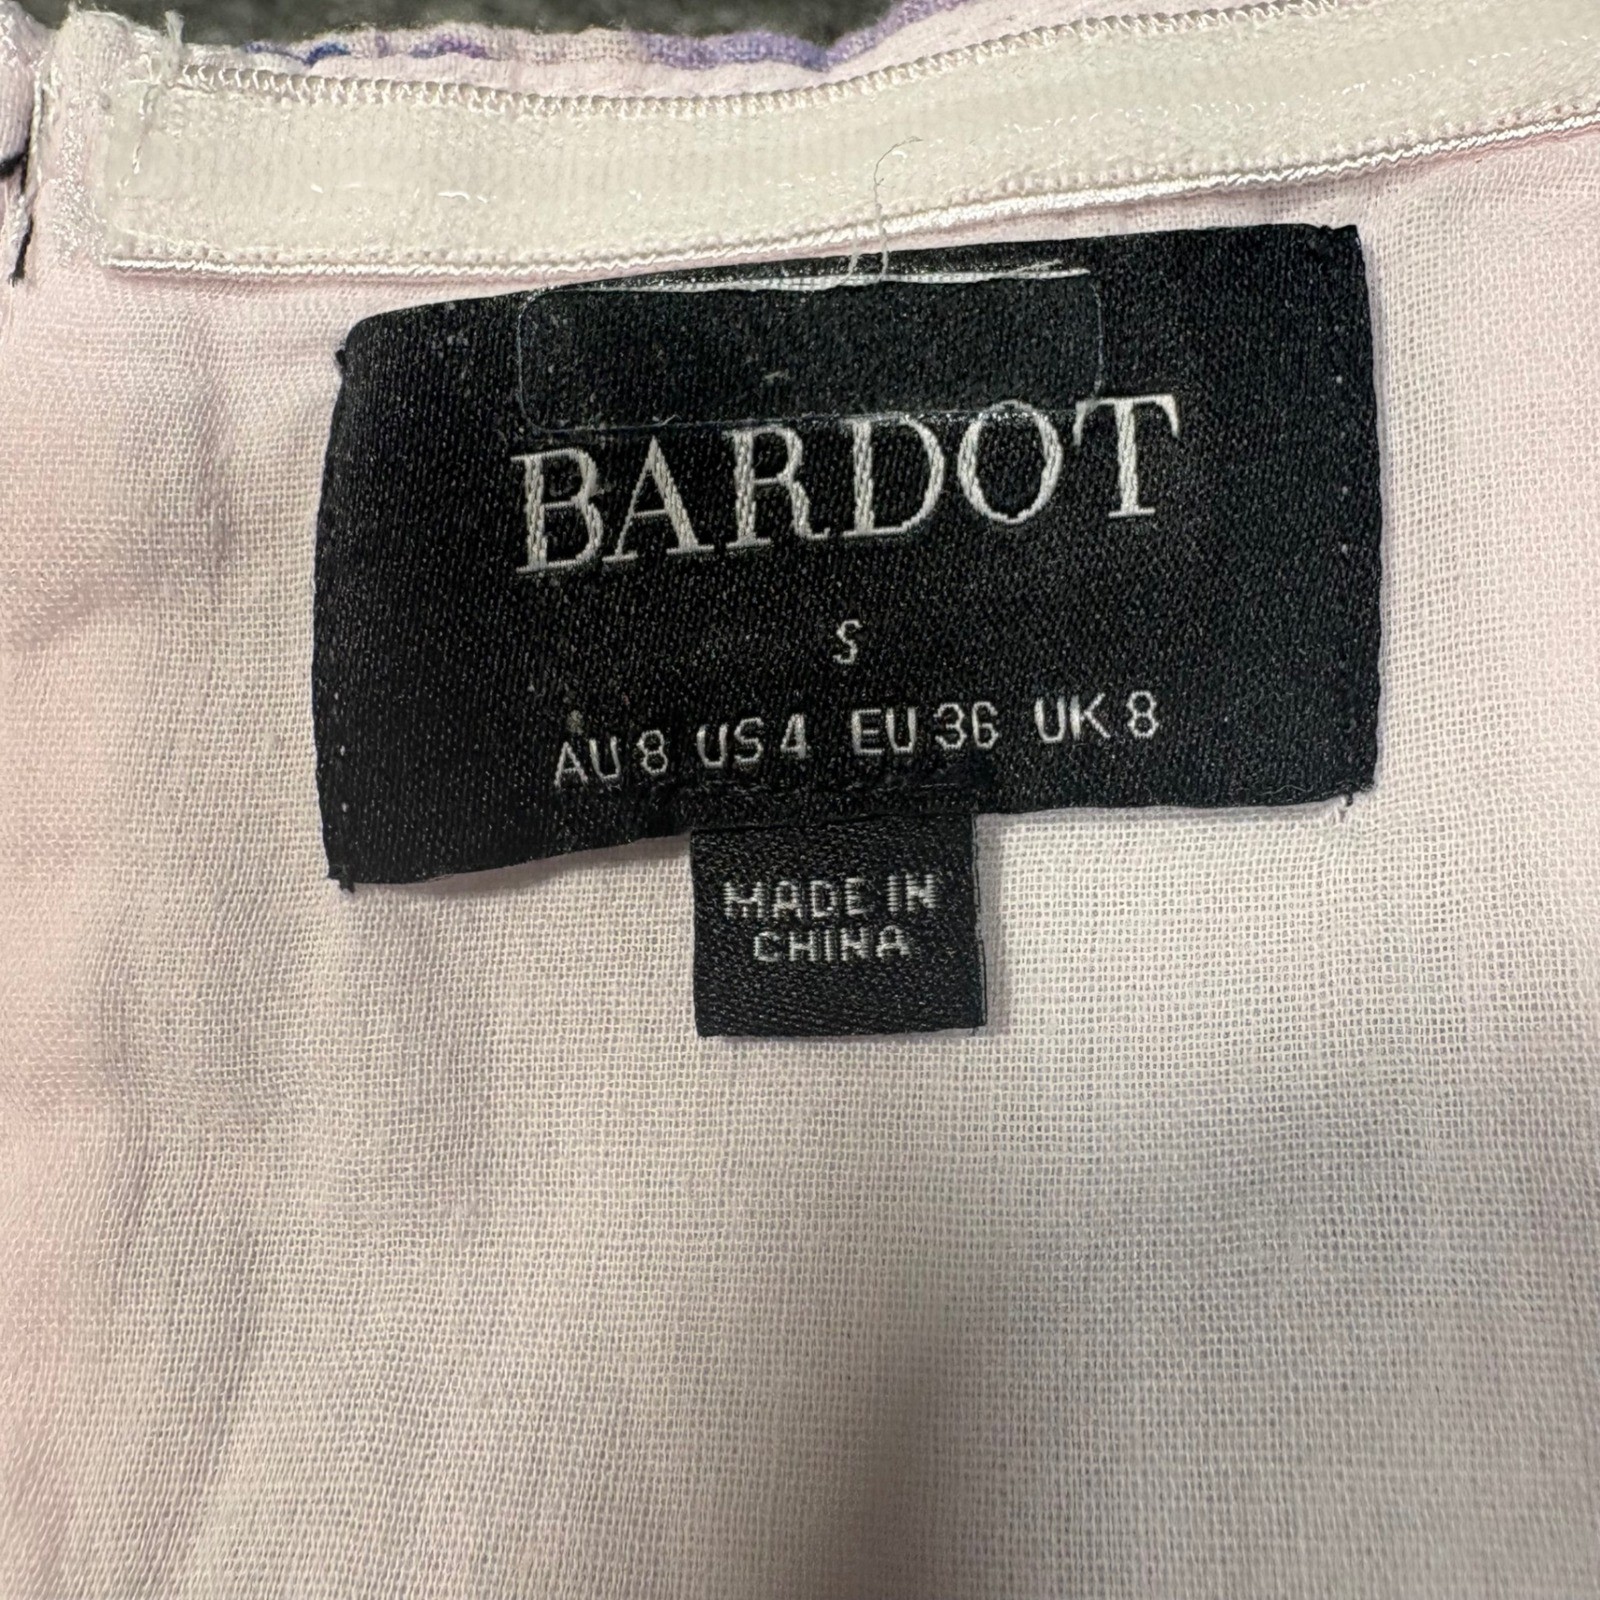 BARDOT
S
AU 8 US 4 EU 36 UK 8
MADE IN
CHINA